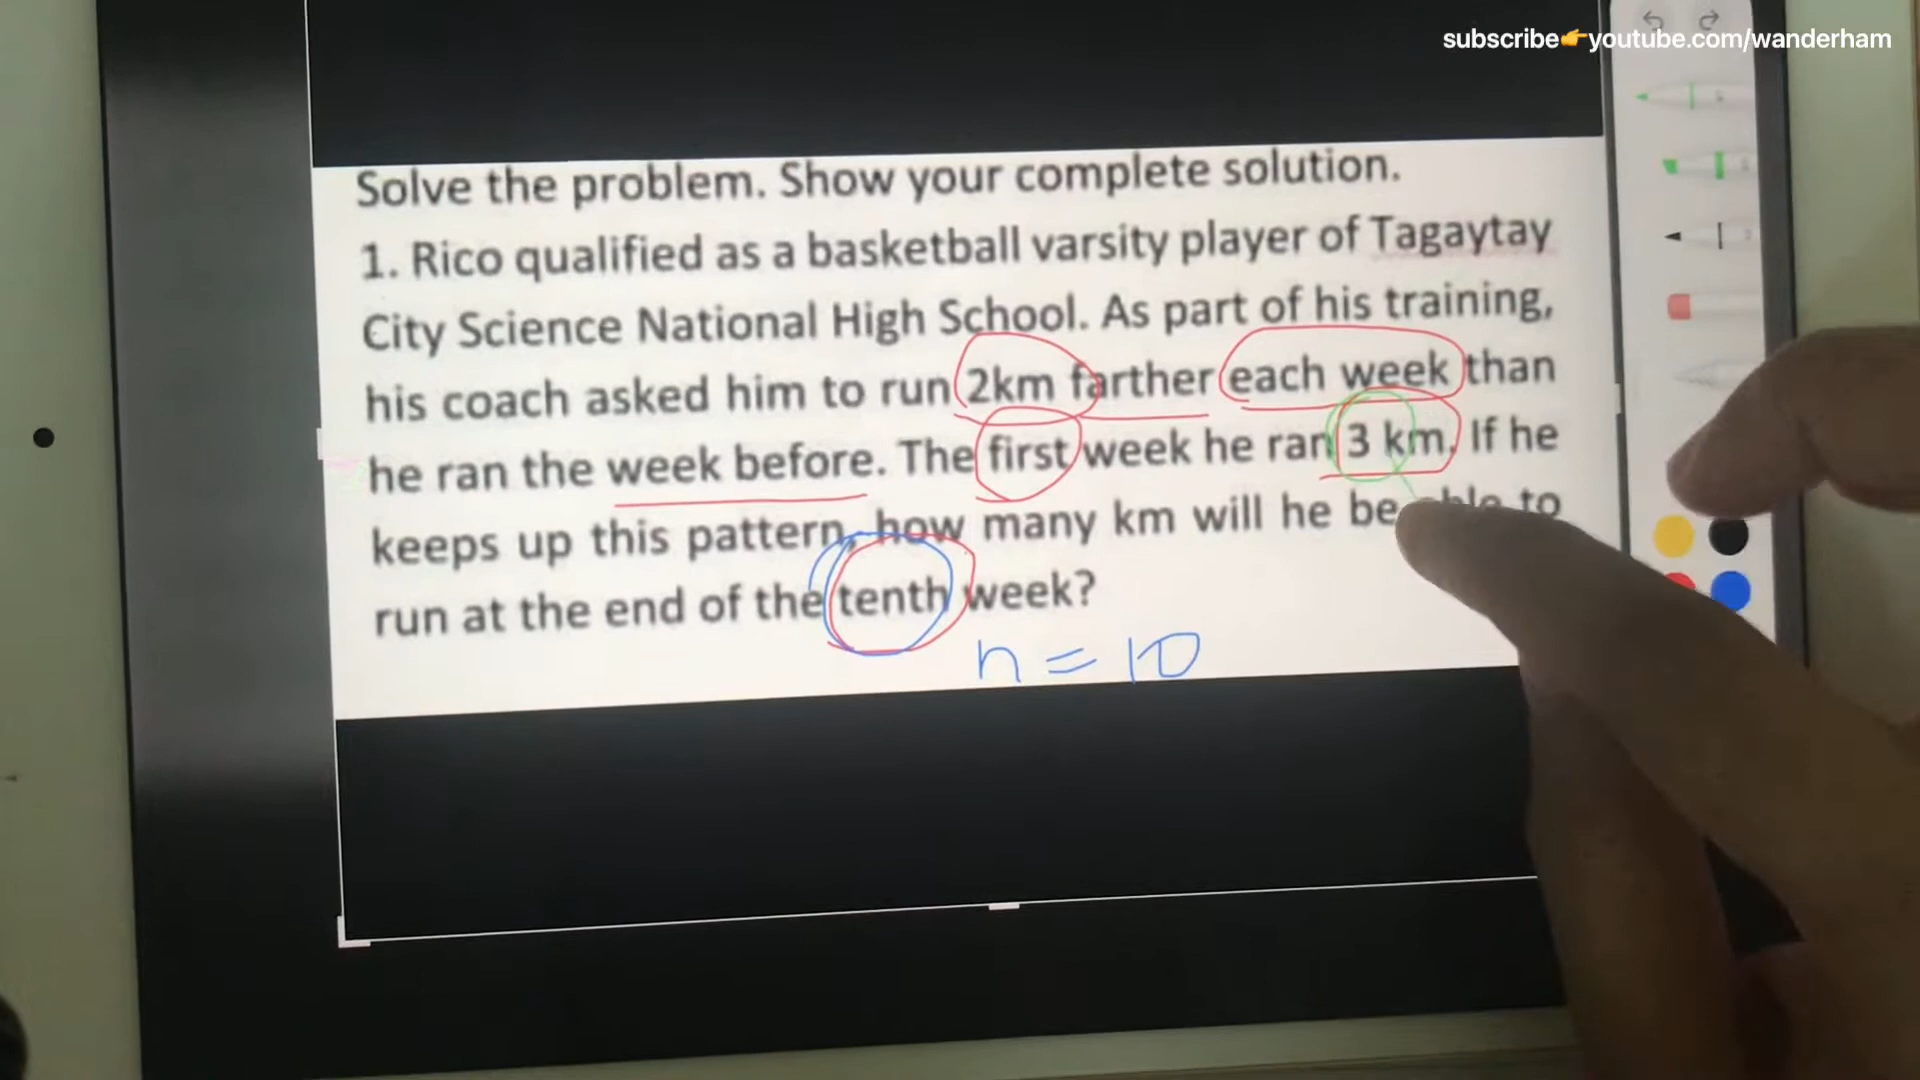 subscribe👉youtube.com/wanderham
Solve the problem. Show your complete solution.
1. Rico qualified as a basketball varsity player of Tagaytay
City Science National High School. As part of his training,
his coach asked him to run 2km farther each week than
he ran the week before. The first week he ran 3 km. If he
keeps up this pattern, how many km will he be able to
run at the end of the tenth week?
n = 10